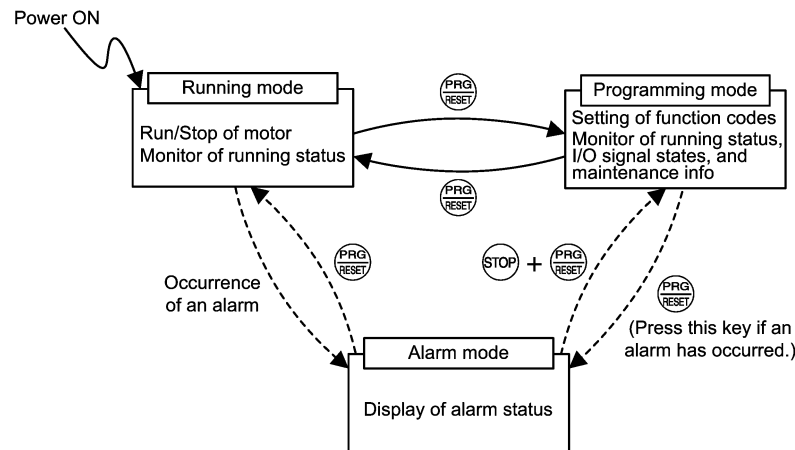 Power ON
Running mode
Run/Stop of motor
Monitor of running status
PRG
RESET
PRG
RESET
Programming mode
Setting of function codes
Monitor of running status,
I/O signal states, and
maintenance info
Occurrence
of an alarm
PRG
RESET
STOP + PRG
RESET
PRG
RESET
(Press this key if an
alarm has occurred.)
Alarm mode
Display of alarm status